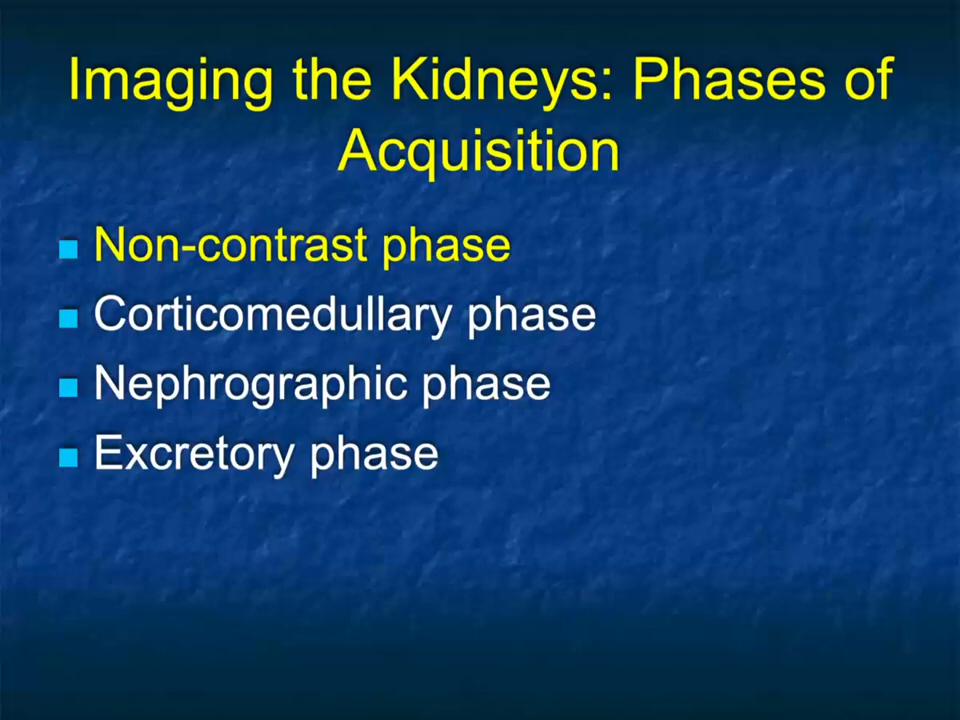 Imaging the Kidneys: Phases of
Acquisition
Non-contrast phase
Corticomedullary phase
Nephrographic phase
Excretory phase